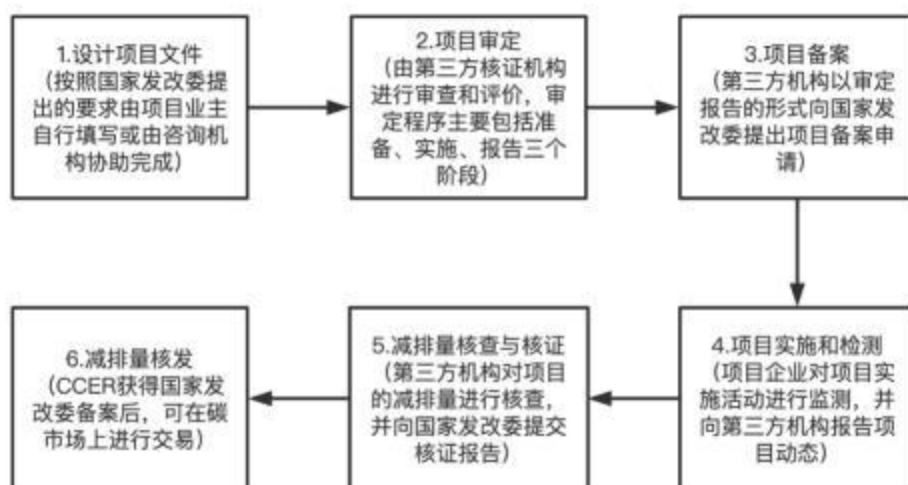 1.设计项目文件
（按照国家发改委提
出的要求由项目业主
自行填写或由咨询机
构协助完成）
2.项目审定
（由第三方核证机构
进行审查和评价，审
定程序主要包括准
备、实施、报告三个
阶段）
3.项目备案
（第三方机构以审定
报告的形式向国家发
改委提出项目备案申
请）
4.项目实施和检测
（项目企业对项目实
施活动进行监测，并
向第三方机构报告项
目动态）
5.减排量核查与核证
（第三方机构对项目
的减排量进行核查，
并向国家发改委提交
核证报告）
6.减排量核发
（CCER获得国家发
改委备案后，可在碳
市场上进行交易）